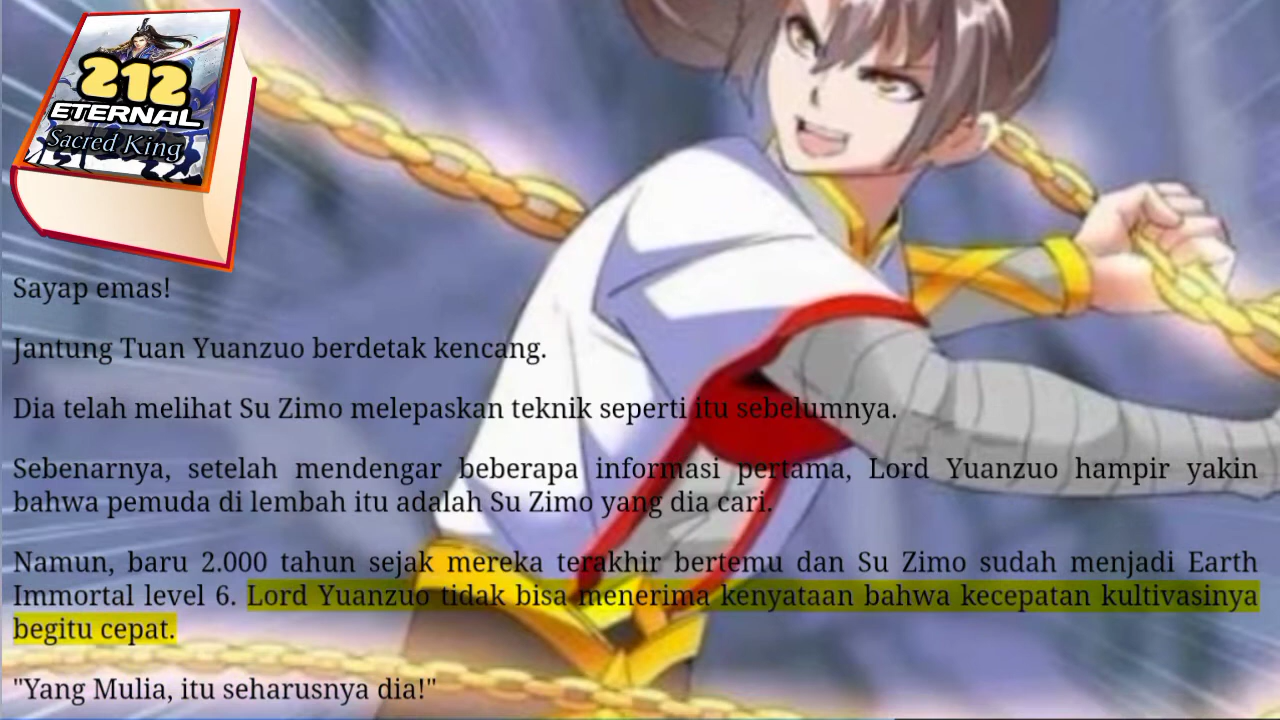 212
ETERNAL
Sacred King
Sayap emas!
Jantung Tuan Yuanzuo berdetak kencang.
Dia telah melihat Su Zimo melepaskan teknik seperti itu sebelumnya.
Sebenarnya, setelah mendengar beberapa informasi pertama, Lord Yuanzuo hampir yakin
bahwa pemuda di lembah itu adalah Su Zimo yang dia cari.
Namun, baru 2.000 tahun sejak mereka terakhir bertemu dan Su Zimo sudah menjadi Earth
Immortal level 6. Lord Yuanzuo tidak bisa menerima kenyataan bahwa kecepatan kultivasinya
begitu cepat.
"Yang Mulia, itu seharusnya dia!"